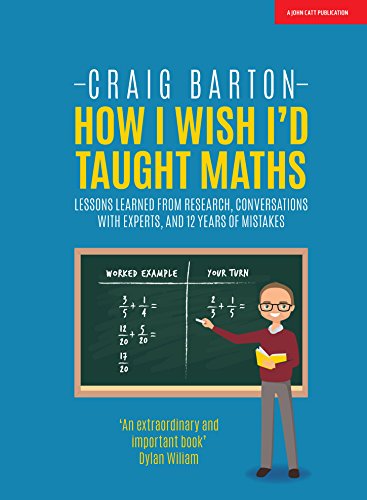 A JOHN CATT PUBLICATION
–CRAIG BARTON–
HOW I WISH I'D
TAUGHT MATHS
LESSONS LEARNED FROM RESEARCH, CONVERSATIONS
WITH EXPERTS, AND 12 YEARS OF MISTAKES
WORKED EXAMPLE YOUR TURN
3/5 + 1/4 = 2/3 + 1/5 =
12/20 + 5/20 =
17/20
'An extraordinary and
important book'
Dylan Wiliam